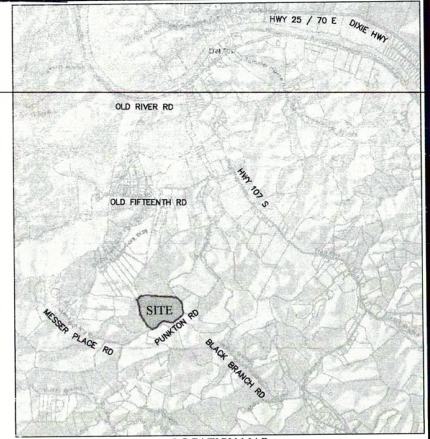 HWY 25 / 70 E DIXIE HWY
OLD RIVER RD
HWY 107 S
OLD FIFTEENTH RD
SITE
MESSER PLACE RD
PUNKTON RD
BLACK BRANCH RD